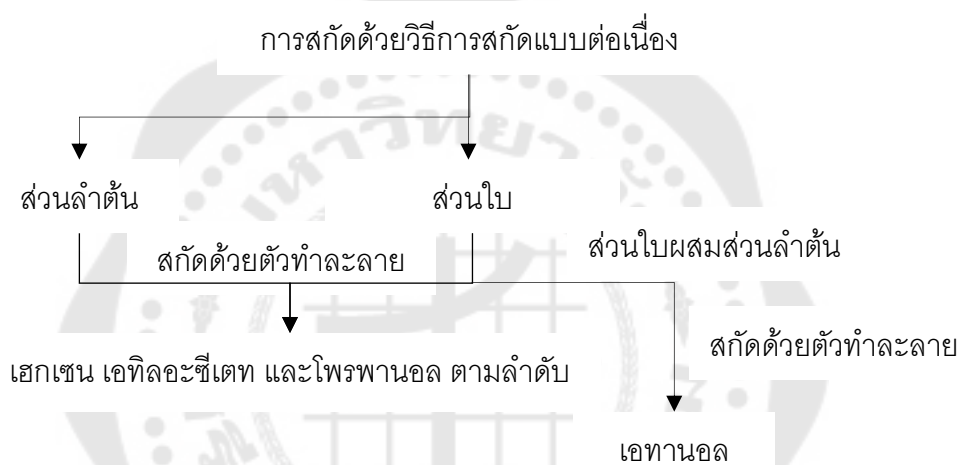 การสกัดด้วยวิธีการสกัดแบบต่อเนื่อง
ส่วนลำต้น
ส่วนใบ
สกัดด้วยตัวทำละลาย
ส่วนใบผสมส่วนลำต้น
สกัดด้วยตัวทำละลาย
เฮกเซน เอทิลอะซีเตท และโพรพานอล ตามลำดับ
เอทานอล